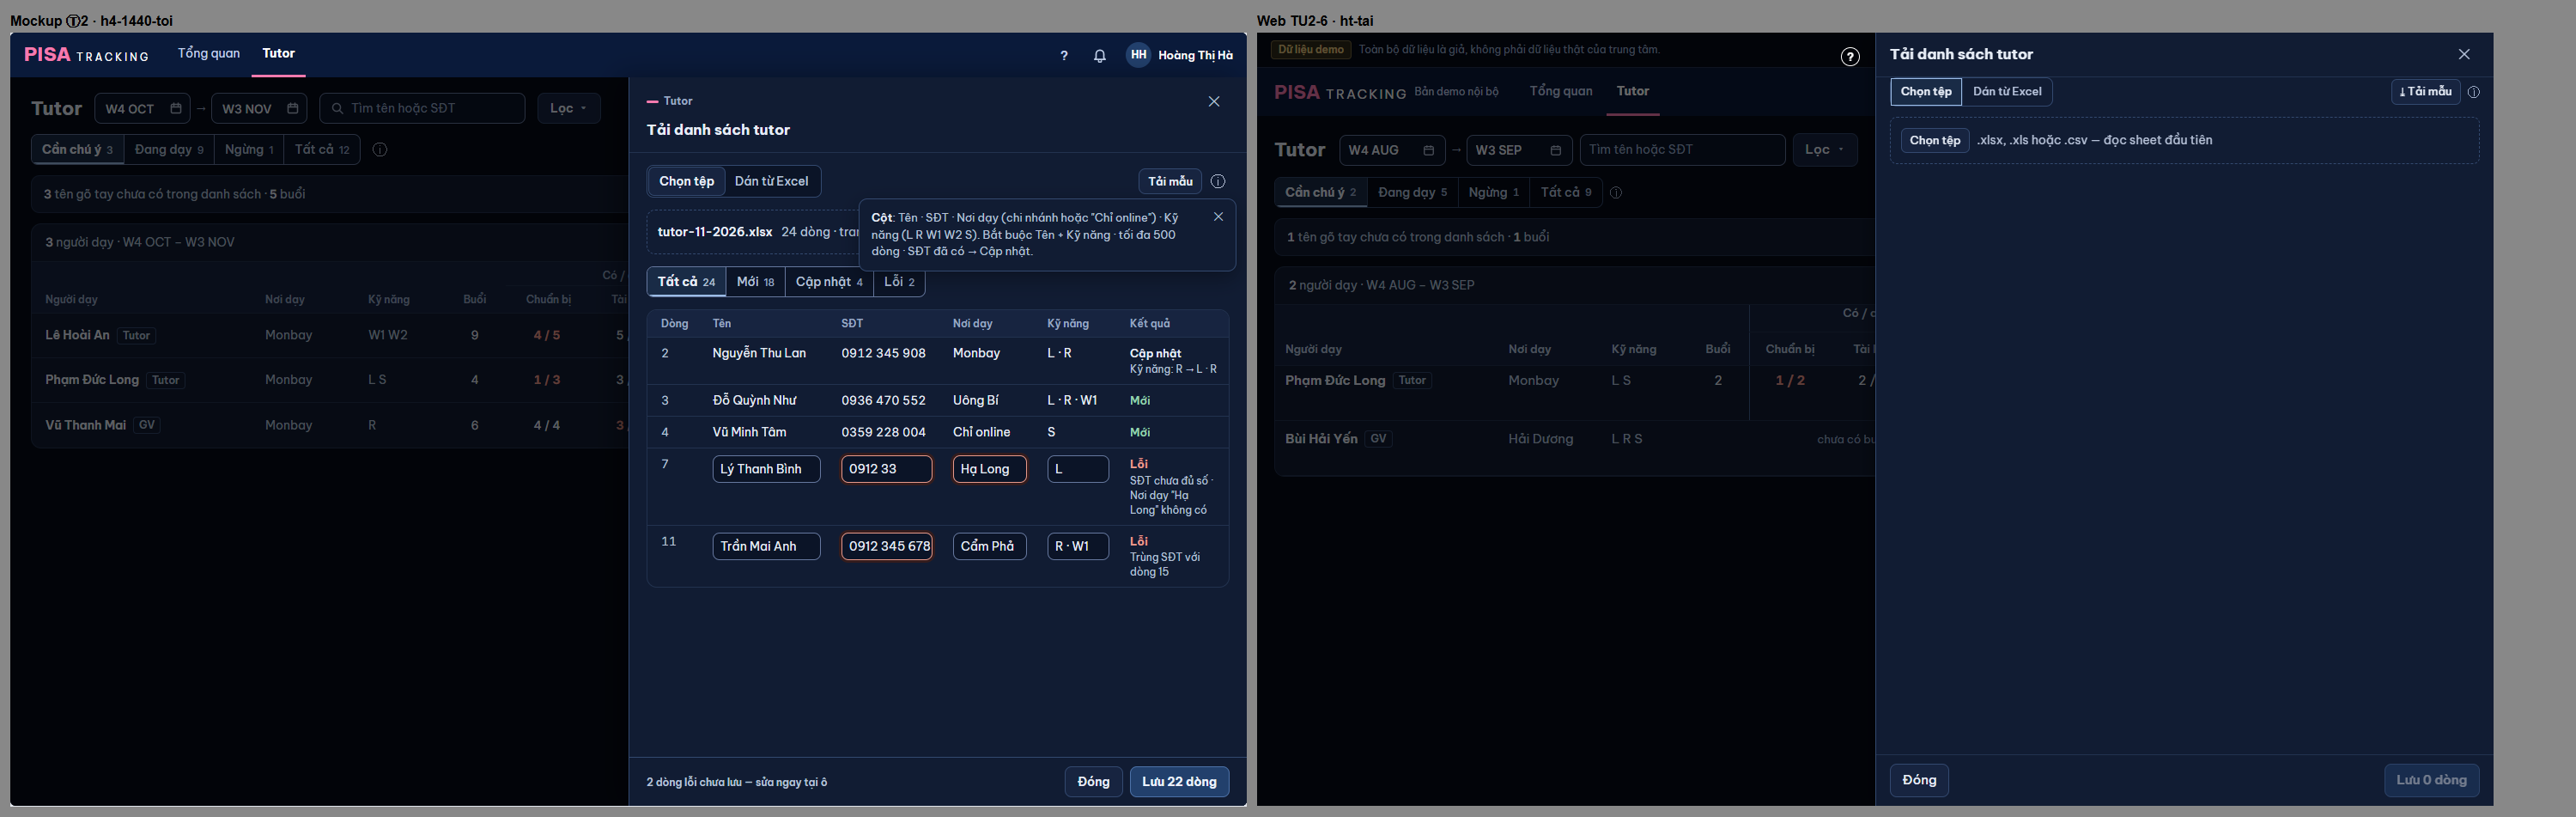 Mockup Ⓣ2 · h4-1440-toi
PISA TRACKING Tổng quan Tutor ? HH Hoàng Thị Hà
Tutor W4 OCT → W3 NOV Tìm tên hoặc SĐT Lọc
Cần chú ý 3 Đang dạy 9 Ngừng 1 Tất cả 12
3 tên gõ tay chưa có trong danh sách · 5 buổi
3 người dạy · W4 OCT – W3 NOV
Có /
Người dạy Nơi dạy Kỹ năng Buổi Chuẩn bị Tài
Lê Hoài An Tutor Monbay W1 W2 9 4 / 5 5
Phạm Đức Long Tutor Monbay L S 4 1 / 3 3
Vũ Thanh Mai GV Monbay R 6 4 / 4 3
Tutor
Tải danh sách tutor
Chọn tệp Dán từ Excel Tải mẫu
tutor-11-2026.xlsx 24 dòng · tran
Cột: Tên · SĐT · Nơi dạy (chi nhánh hoặc "Chỉ online") · Kỹ
năng (L R W1 W2 S). Bắt buộc Tên + Kỹ năng · tối đa 500
dòng · SĐT đã có → Cập nhật.
Tất cả 24 Mới 18 Cập nhật 4 Lỗi 2
Dòng Tên SĐT Nơi dạy Kỹ năng Kết quả
2 Nguyễn Thu Lan 0912 345 908 Monbay L · R Cập nhật
Kỹ năng: R → L · R
3 Đỗ Quỳnh Như 0936 470 552 Uông Bí L · R · W1 Mới
4 Vũ Minh Tâm 0359 228 004 Chỉ online S Mới
7 Lý Thanh Bình 0912 33 Hạ Long L Lỗi
SĐT chưa đủ số ·
Nơi dạy "Hạ
Long" không có
11 Trần Mai Anh 0912 345 678 Cẩm Phả R · W1 Lỗi
Trùng SĐT với
dòng 15
2 dòng lỗi chưa lưu — sửa ngay tại ô Đóng Lưu 22 dòng
Web TU2-6 · ht-tai
Dữ liệu demo Toàn bộ dữ liệu là giả, không phải dữ liệu thật của trung tâm. ?
PISA TRACKING Bản demo nội bộ Tổng quan Tutor
Tutor W4 AUG → W3 SEP Tìm tên hoặc SĐT Lọc
Cần chú ý 2 Đang dạy 5 Ngừng 1 Tất cả 9
1 tên gõ tay chưa có trong danh sách · 1 buổi
2 người dạy · W4 AUG – W3 SEP
Có /
Người dạy Nơi dạy Kỹ năng Buổi Chuẩn bị Tài l
Phạm Đức Long Tutor Monbay L S 2 1 / 2 2 /
Bùi Hải Yến GV Hải Dương L R S chưa có bu
Tải danh sách tutor
Chọn tệp Dán từ Excel ↓ Tải mẫu
Chọn tệp .xlsx, .xls hoặc .csv — đọc sheet đầu tiên
Đóng Lưu 0 dòng